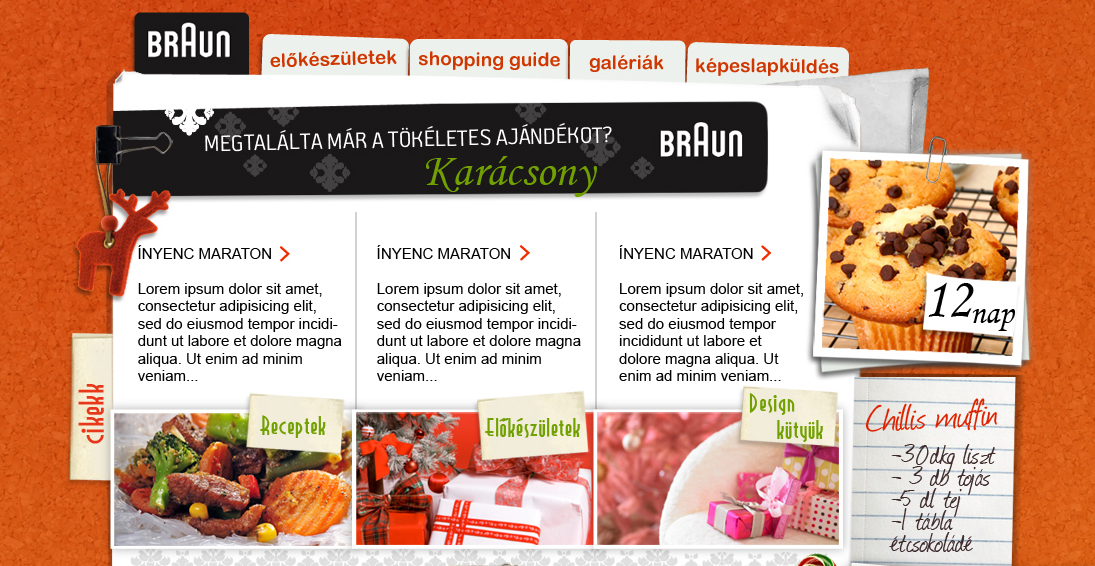 BRAUN
előkészületek
shopping guide
galériák
képeslapküldés
MEGTALÁLTA MÁR A TÖKÉLETES AJÁNDÉKOT?
Karácsony
BRAUN
ÍNYENC MARATON
Lorem ipsum dolor sit amet,
consectetur adipisicing elit,
sed do eiusmod tempor incidi-
dunt ut labore et dolore magna
aliqua. Ut enim ad minim
veniam...
ÍNYENC MARATON
Lorem ipsum dolor sit amet,
consectetur adipisicing elit,
sed do eiusmod tempor incidi-
dunt ut labore et dolore magna
aliqua. Ut enim ad minim
veniam...
ÍNYENC MARATON
Lorem ipsum dolor sit amet,
consectetur adipisicing elit,
sed do eiusmod tempor
incididunt ut labore et
dolore magna aliqua. Ut
enim ad minim veniam...
12nap
cikekk
Receptek
Előkészületek
Design
kütyük
Chillis muffin
-30dkg liszt
- 3 db tojás
-5 dl tej
-1 tábla
étcsokoládé